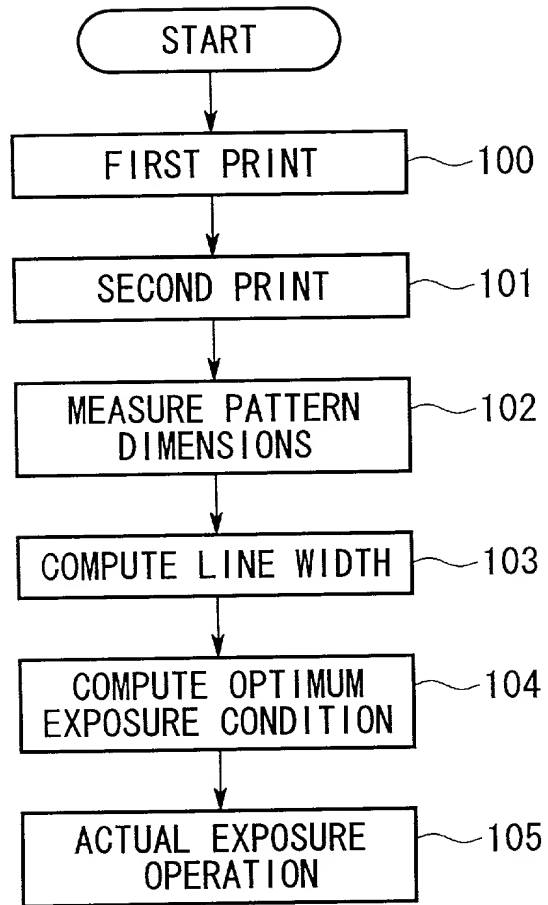 START
FIRST PRINT
100
SECOND PRINT
101
MEASURE PATTERN
DIMENSIONS
102
COMPUTE LINE WIDTH
103
COMPUTE OPTIMUM
EXPOSURE CONDITION
104
ACTUAL EXPOSURE
OPERATION
105